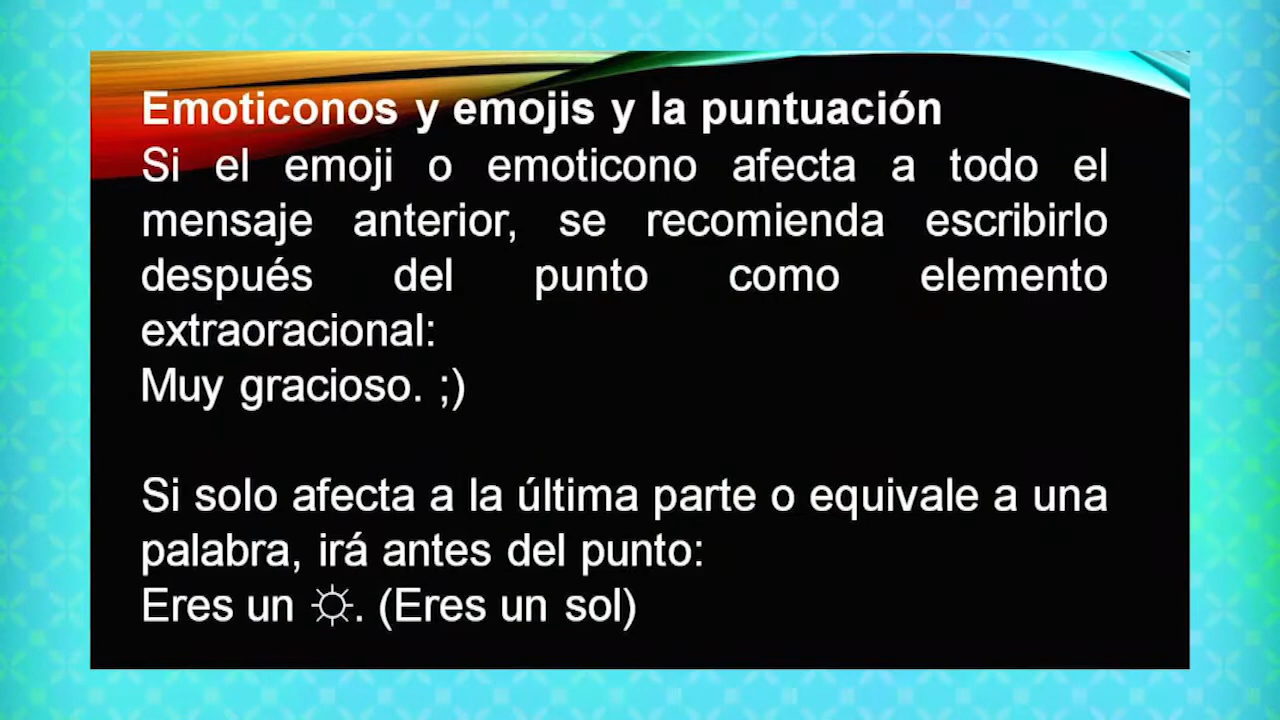 Emoticonos y emojis y la puntuación
Si el emoji o emoticono afecta a todo el
mensaje anterior, se recomienda escribirlo
después del punto como elemento
extraoracional:
Muy gracioso. ;)
Si solo afecta a la última parte o equivale a una
palabra, irá antes del punto:
Eres un ☼. (Eres un sol)